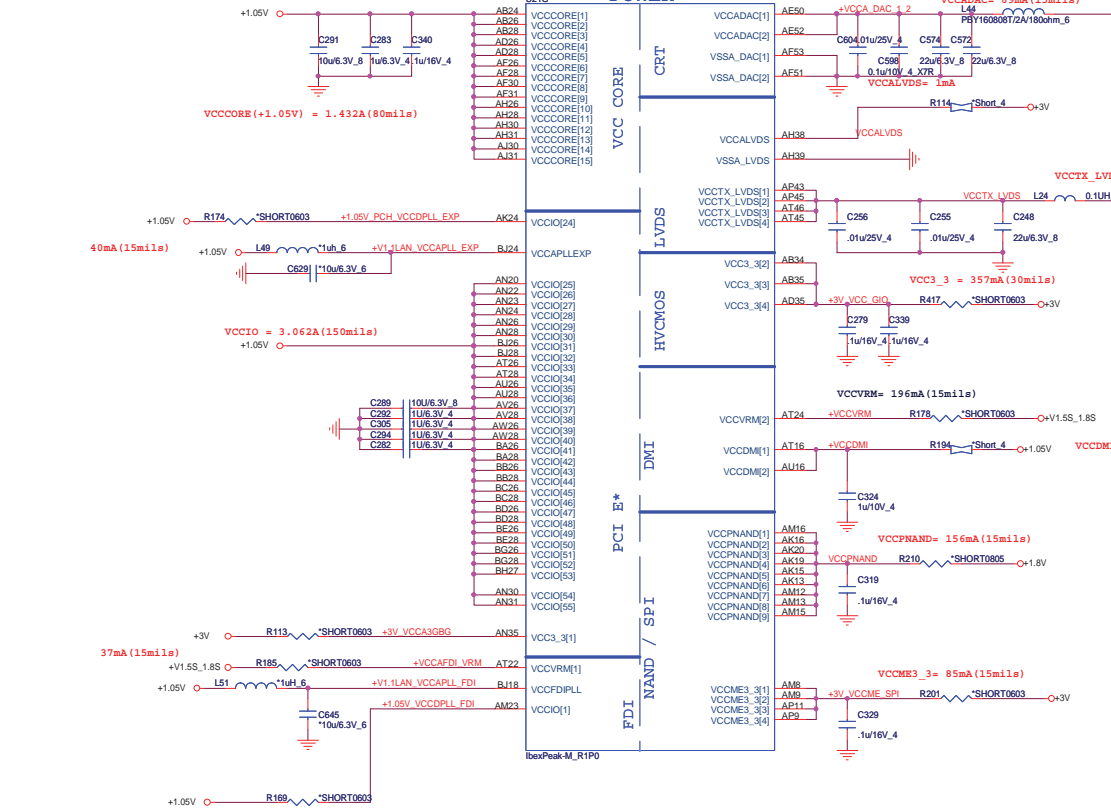 +1.05V
C291
10u/6.3V_8
C283
1u/6.3V_4
C340
.1u/16V_4
VCCCORE(+1.05V) = 1.432A(80mils)
AB24
AB26
AB28
AD26
AD28
AF26
AF28
AF30
AF31
AH26
AH28
AH30
AH31
AJ30
AJ31
VCCCORE[1]
VCCCORE[2]
VCCCORE[3]
VCCCORE[4]
VCCCORE[5]
VCCCORE[6]
VCCCORE[7]
VCCCORE[8]
VCCCORE[9]
VCCCORE[10]
VCCCORE[11]
VCCCORE[12]
VCCCORE[13]
VCCCORE[14]
VCCCORE[15]
VCC CORE
CRT
LVDS
HVCMOS
DMI
PCI E*
NAND / SPI
FDI
VCCADAC[1]
VCCADAC[2]
VSSA_DAC[1]
VSSA_DAC[2]
AE50
AE52
AF53
AF51
+VCCA_DAC_1_2
L44
PBY160808T/2A/180ohm_6
C604
.01u/25V_4
C598
0.1u/10V_4_X7R
C574
22u/6.3V_8
C572
22u/6.3V_8
VCCALVDS= 1mA
R114
*Short_4
+3V
VCCALVDS
AH38
VCCALVDS
VSSA_LVDS
AH39
VCCTX_LVDS[1]
VCCTX_LVDS[2]
VCCTX_LVDS[3]
VCCTX_LVDS[4]
AP43
AP45
AT46
AT45
VCCTX_LVDS
L24
0.1UH
C256
.01u/25V_4
C255
.01u/25V_4
C248
22u/6.3V_8
+1.05V
R174
*SHORT0603
+1.05V_PCH_VCCDPLL_EXP
AK24
VCCIO[24]
40mA(15mils)
+1.05V
L49
*1uh_6
+V1.1LAN_VCCAPLL_EXP
BJ24
VCCAPLLEXP
C629
*10u/6.3V_6
VCC3_3[2]
VCC3_3[3]
VCC3_3[4]
AB34
AB35
AD35
VCC3_3 = 357mA(30mils)
+3V_VCC_GIO
R417
*SHORT0603
+3V
C279
.1u/16V_4
C339
.1u/16V_4
VCCIO = 3.062A(150mils)
+1.05V
AN20
AN22
AN23
AN24
AN26
AN28
BJ26
BJ28
AT26
AT28
AU26
AU28
AV26
AV28
AW26
AW28
BA26
BA28
BB26
BB28
BC26
BC28
BD26
BD28
BE26
BE28
BG26
BG28
BH27
AN30
AN31
VCCIO[25]
VCCIO[26]
VCCIO[27]
VCCIO[28]
VCCIO[29]
VCCIO[30]
VCCIO[31]
VCCIO[32]
VCCIO[33]
VCCIO[34]
VCCIO[35]
VCCIO[36]
VCCIO[37]
VCCIO[38]
VCCIO[39]
VCCIO[40]
VCCIO[41]
VCCIO[42]
VCCIO[43]
VCCIO[44]
VCCIO[45]
VCCIO[46]
VCCIO[47]
VCCIO[48]
VCCIO[49]
VCCIO[50]
VCCIO[51]
VCCIO[52]
VCCIO[53]
VCCIO[54]
VCCIO[55]
C289
10U/6.3V_8
C292
1U/6.3V_4
C305
1U/6.3V_4
C294
1U/6.3V_4
C282
1U/6.3V_4
VCCVRM= 196mA(15mils)
VCCVRM[2]
AT24
+VCCVRM
R178
*SHORT0603
+V1.5S_1.8S
VCCDMI[1]
VCCDMI[2]
AT16
AU16
+VCCDMI
R194
*Short_4
+1.05V
C324
1u/10V_4
VCCPNAND[1]
VCCPNAND[2]
VCCPNAND[3]
VCCPNAND[4]
VCCPNAND[5]
VCCPNAND[6]
VCCPNAND[7]
VCCPNAND[8]
VCCPNAND[9]
AM16
AK16
AK20
AK19
AK15
AK13
AM12
AM13
AM15
VCCPNAND= 156mA(15mils)
VCCPNAND
R210
*SHORT0805
+1.8V
C319
.1u/16V_4
+3V
R113
*SHORT0603
+3V_VCCA3GBG
AN35
VCC3_3[1]
37mA(15mils)
+V1.5S_1.8S
R185
*SHORT0603
+VCCAFDI_VRM
AT22
VCCVRM[1]
+1.05V
L51
*1uH_6
+V1.1LAN_VCCAPLL_FDI
BJ18
VCCFDIPLL
+1.05V_VCCDPLL_FDI
AM23
VCCIO[1]
C645
*10u/6.3V_6
VCCME3_3= 85mA(15mils)
VCCME3_3[1]
VCCME3_3[2]
VCCME3_3[3]
VCCME3_3[4]
AM8
AM9
AP11
AP9
+3V_VCCME_SPI
R201
*SHORT0603
+3V
C329
.1u/16V_4
IbexPeak-M_R1P0
+1.05V
R169
*SHORT0603